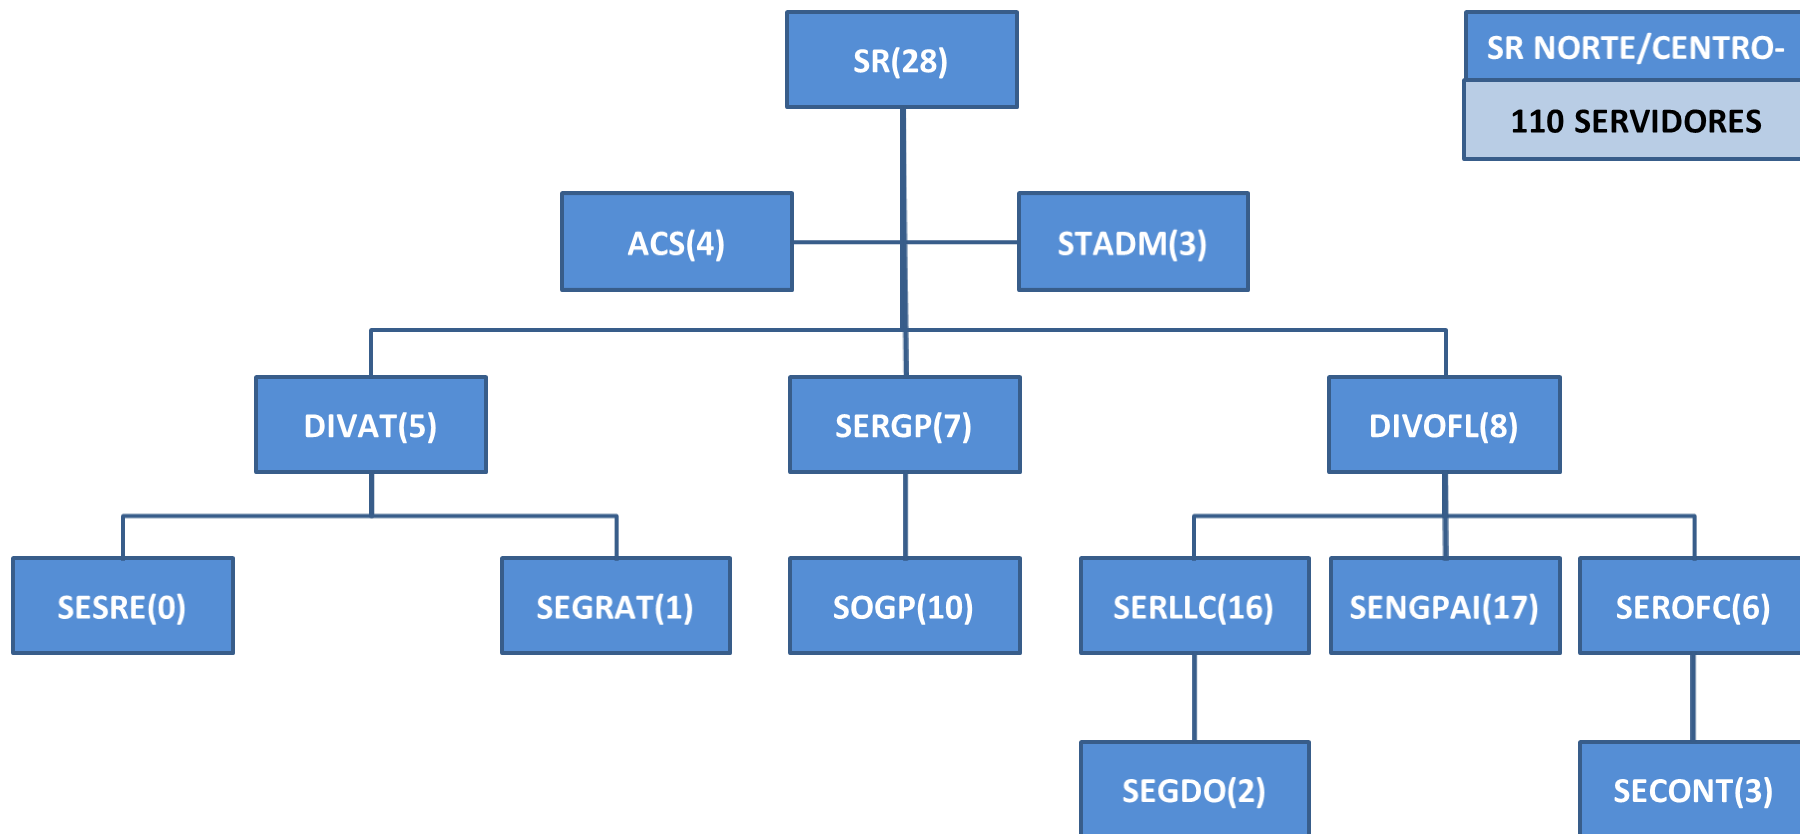 SR(28)
SR NORTE/CENTRO-
110 SERVIDORES
ACS(4)
STADM(3)
DIVAT(5)
SERGP(7)
DIVOFL(8)
SESRE(0)
SEGRAT(1)
SOGP(10)
SERLLC(16)
SENGPAI(17)
SEROFC(6)
SEGDO(2)
SECONT(3)